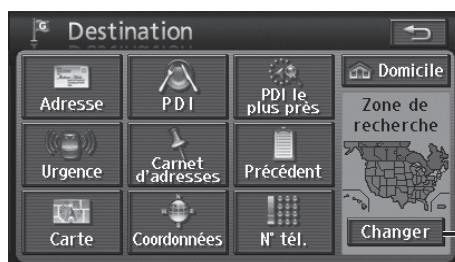 G
Destination
Adresse
PDI
PDI le
plus près
Domicile
Urgence
Carnet
d'adresses
Précédent
Zone de
recherche
Carte
Coordonnées
N° tél.
Changer